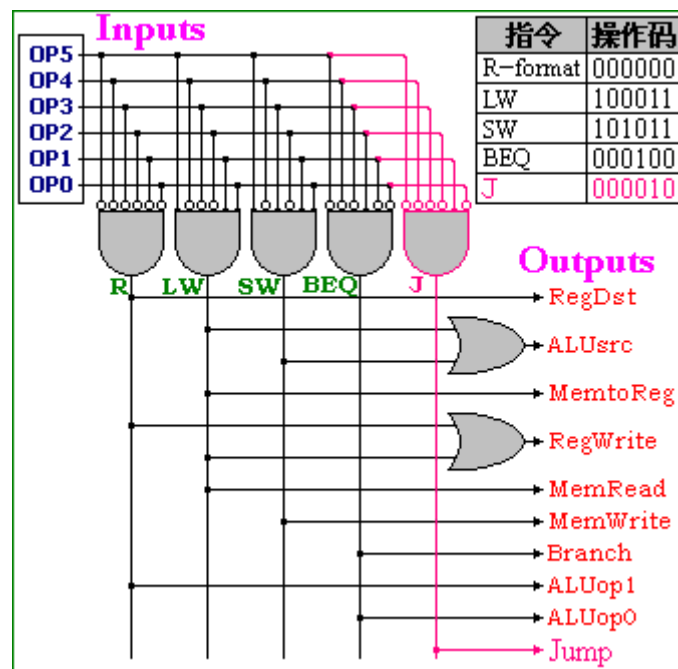 Inputs
OP5
OP4
OP3
OP2
OP1
OP0
指令 操作码
R-format 000000
LW 100011
SW 101011
BEQ 000100
J 000010
R LW SW BEQ J
Outputs
RegDst
ALUsrc
MemtoReg
RegWrite
MemRead
MemWrite
Branch
ALUop1
ALUop0
Jump